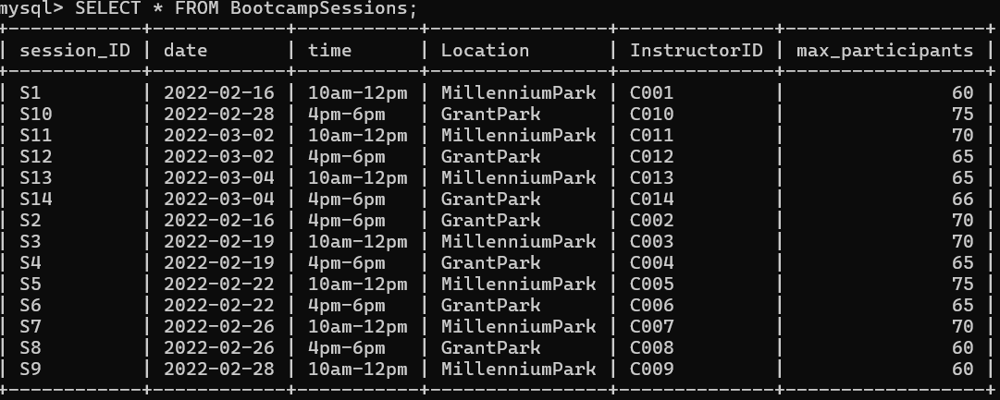 mysql> SELECT * FROM BootcampSessions;
+------------+------------+-----------+----------------+--------------+------------------+
| session_ID | date       | time      | Location       | InstructorID | max_participants |
+------------+------------+-----------+----------------+--------------+------------------+
| S1         | 2022-02-16 | 10am-12pm | MillenniumPark | C001         |               60 |
| S10        | 2022-02-28 | 4pm-6pm   | GrantPark      | C010         |               75 |
| S11        | 2022-03-02 | 10am-12pm | MillenniumPark | C011         |               70 |
| S12        | 2022-03-02 | 4pm-6pm   | GrantPark      | C012         |               65 |
| S13        | 2022-03-04 | 10am-12pm | MillenniumPark | C013         |               65 |
| S14        | 2022-03-04 | 4pm-6pm   | GrantPark      | C014         |               66 |
| S2         | 2022-02-16 | 4pm-6pm   | GrantPark      | C002         |               70 |
| S3         | 2022-02-19 | 10am-12pm | MillenniumPark | C003         |               70 |
| S4         | 2022-02-19 | 4pm-6pm   | GrantPark      | C004         |               65 |
| S5         | 2022-02-22 | 10am-12pm | MillenniumPark | C005         |               75 |
| S6         | 2022-02-22 | 4pm-6pm   | GrantPark      | C006         |               65 |
| S7         | 2022-02-26 | 10am-12pm | MillenniumPark | C007         |               70 |
| S8         | 2022-02-26 | 4pm-6pm   | GrantPark      | C008         |               60 |
| S9         | 2022-02-28 | 10am-12pm | MillenniumPark | C009         |               60 |
+------------+------------+-----------+----------------+--------------+------------------+